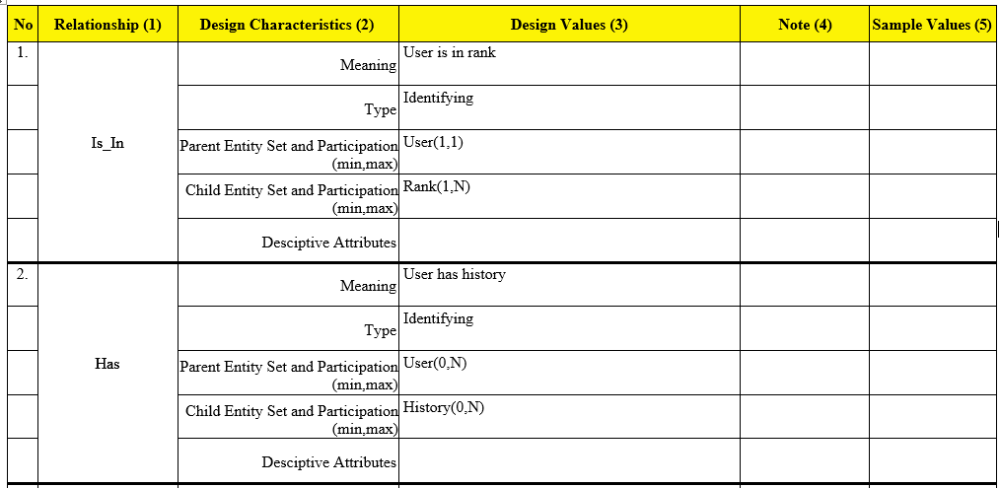 No Relationship (1) Design Characteristics (2) Design Values (3) Note (4) Sample Values (5)
1.
Is_In
Meaning
User is in rank
Type
Identifying
Parent Entity Set and Participation
(min,max)
User(1,1)
Child Entity Set and Participation
(min,max)
Rank(1,N)
Desciptive Attributes
2.
Has
Meaning
User has history
Type
Identifying
Parent Entity Set and Participation
(min,max)
User(0,N)
Child Entity Set and Participation
(min,max)
History(0,N)
Desciptive Attributes